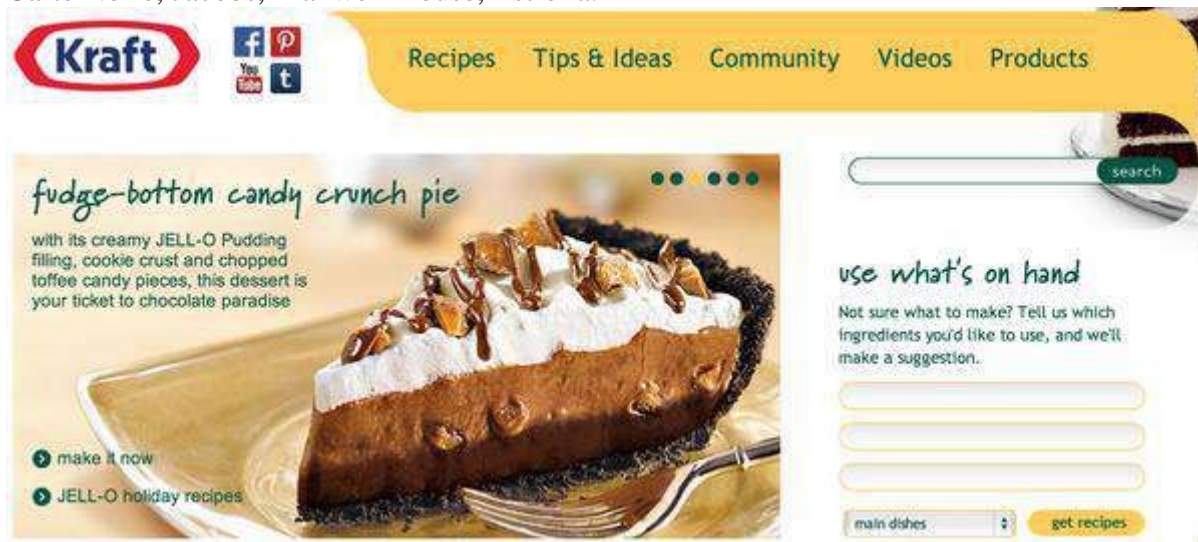 Kraft
f
p
You
Tube
t
Recipes Tips & Ideas Community Videos Products
search
fudge-bottom candy crunch pie
with its creamy JELL-O Pudding
filling, cookie crust and chopped
toffee candy pieces, this dessert is
your ticket to chocolate paradise
make it now
JELL-O holiday recipes
use what's on hand
Not sure what to make? Tell us which
ingredients you'd like to use, and we'll
make a suggestion.
main dishes
get recipes